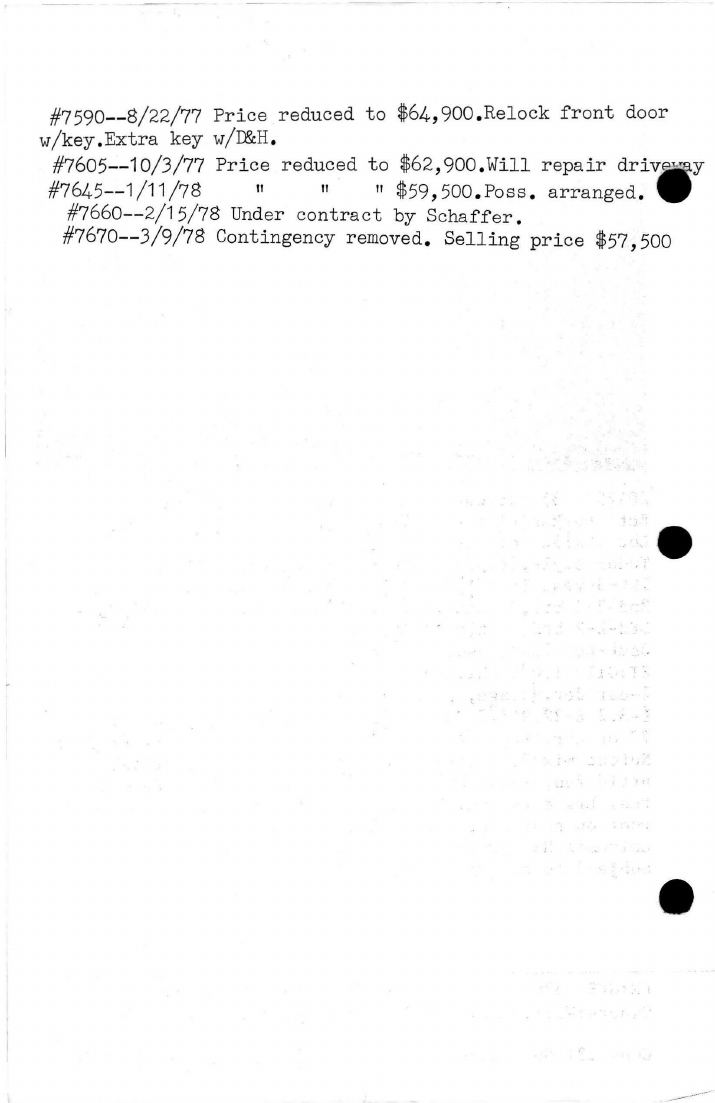 #7590--8/22/77 Price reduced to $64,900.Relock front door
w/key.Extra key w/D&H.
#7605--10/3/77 Price reduced to $62,900.Will repair driveway
#7645--1/11/78 " " " $59,500.Poss. arranged.
#7660--2/15/78 Under contract by Schaffer.
#7670--3/9/78 Contingency removed. Selling price $57,500